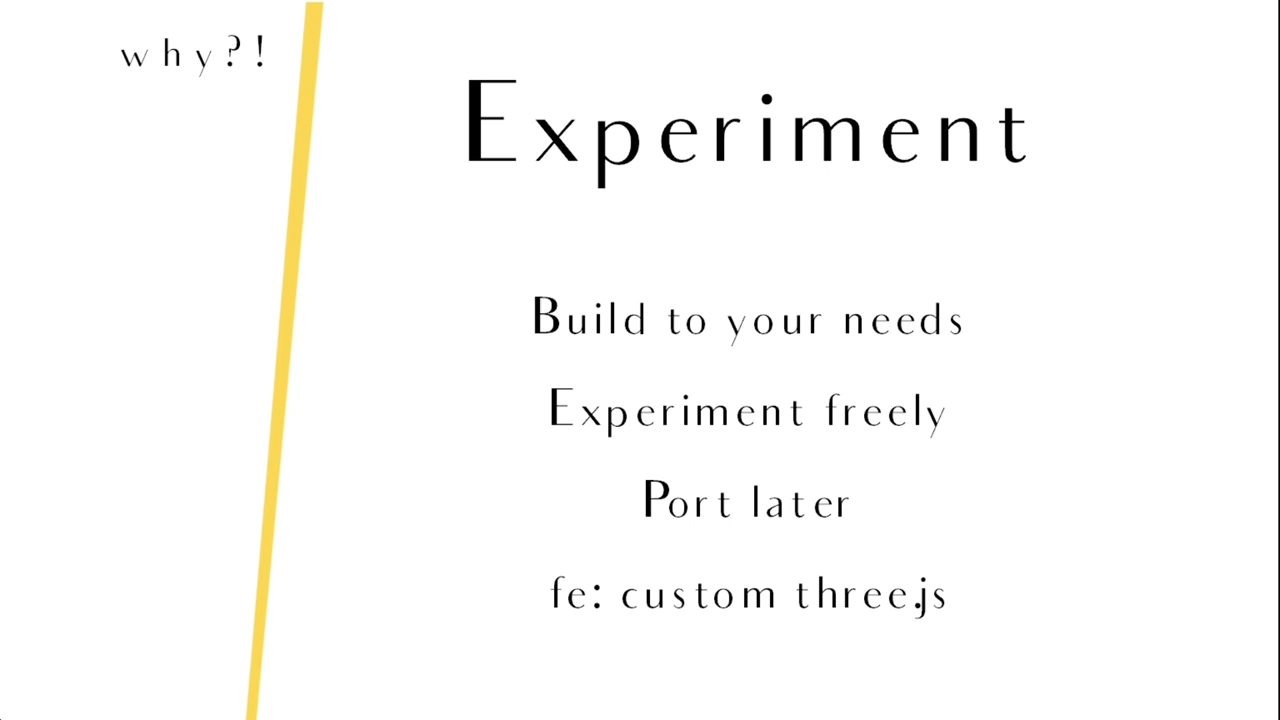 why?!
Experiment
Build to your needs
Experiment freely
Port later
fe: custom three.js